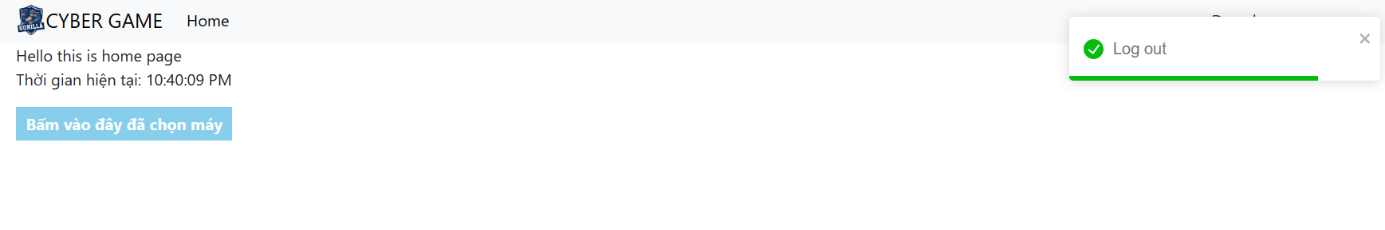 GORILLA
CYBER GAME
Home
Log out
Hello this is home page
Thời gian hiện tại: 10:40:09 PM
Bấm vào đây đã chọn máy